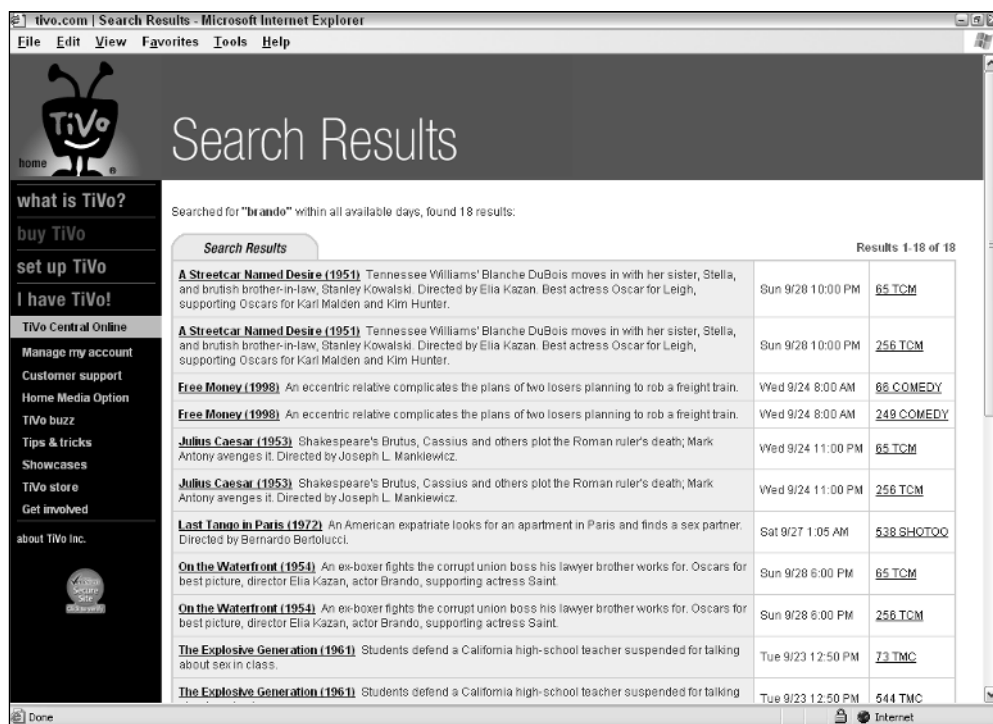 tivo.com | Search Results - Microsoft Internet Explorer
File Edit View Favorites Tools Help
TiVo
home
®
Search Results
what is TiVo?
buy TiVo
set up TiVo
I have TiVo!
TiVo Central Online
Manage my account
Customer support
Home Media Option
TiVo buzz
Tips & tricks
Showcases
TiVo store
Get involved
about TiVo Inc.
Secure
Site
Searched for "brando" within all available days, found 18 results:
Search Results
Results 1-18 of 18
A Streetcar Named Desire (1951) Tennessee Williams' Blanche DuBois moves in with her sister, Stella,
and brutish brother-in-law, Stanley Kowalski. Directed by Elia Kazan. Best actress Oscar for Leigh,
supporting Oscars for Karl Malden and Kim Hunter.
Sun 9/28 10:00 PM
65 TCM
A Streetcar Named Desire (1951) Tennessee Williams' Blanche DuBois moves in with her sister, Stella,
and brutish brother-in-law, Stanley Kowalski. Directed by Elia Kazan. Best actress Oscar for Leigh,
supporting Oscars for Karl Malden and Kim Hunter.
Sun 9/28 10:00 PM
256 TCM
Free Money (1998) An eccentric relative complicates the plans of two losers planning to rob a freight train.
Wed 9/24 8:00 AM
66 COMEDY
Free Money (1998) An eccentric relative complicates the plans of two losers planning to rob a freight train.
Wed 9/24 8:00 AM
249 COMEDY
Julius Caesar (1953) Shakespeare's Brutus, Cassius and others plot the Roman ruler's death; Mark
Antony avenges it. Directed by Joseph L. Mankiewicz.
Wed 9/24 11:00 PM
65 TCM
Julius Caesar (1953) Shakespeare's Brutus, Cassius and others plot the Roman ruler's death; Mark
Antony avenges it. Directed by Joseph L. Mankiewicz.
Wed 9/24 11:00 PM
256 TCM
Last Tango in Paris (1972) An American expatriate looks for an apartment in Paris and finds a sex partner.
Directed by Bernardo Bertolucci.
Sat 9/27 1:05 AM
538 SHOTOO
On the Waterfront (1954) An ex-boxer fights the corrupt union boss his lawyer brother works for. Oscars for
best picture, director Elia Kazan, actor Brando, supporting actress Saint.
Sun 9/28 6:00 PM
65 TCM
On the Waterfront (1954) An ex-boxer fights the corrupt union boss his lawyer brother works for. Oscars for
best picture, director Elia Kazan, actor Brando, supporting actress Saint.
Sun 9/28 6:00 PM
256 TCM
The Explosive Generation (1961) Students defend a California high-school teacher suspended for talking
about sex in class.
Tue 9/23 12:50 PM
73 TMC
The Explosive Generation (1961) Students defend a California high-school teacher suspended for talking
Tue 9/23 12:50 PM
544 TMC
Done
Internet